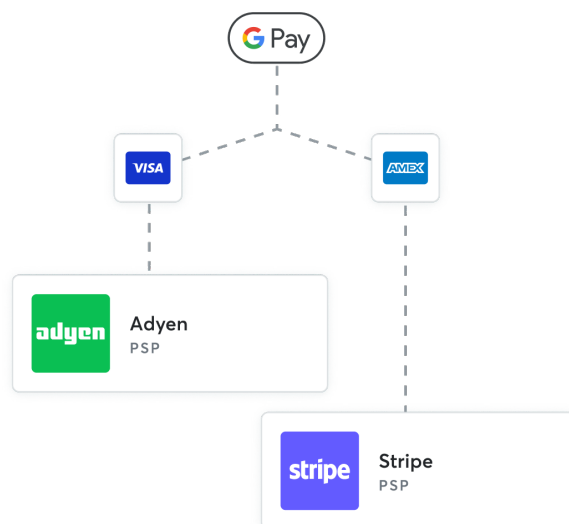 G Pay
VISA
AMEX
adyen
Adyen
PSP
stripe
Stripe
PSP